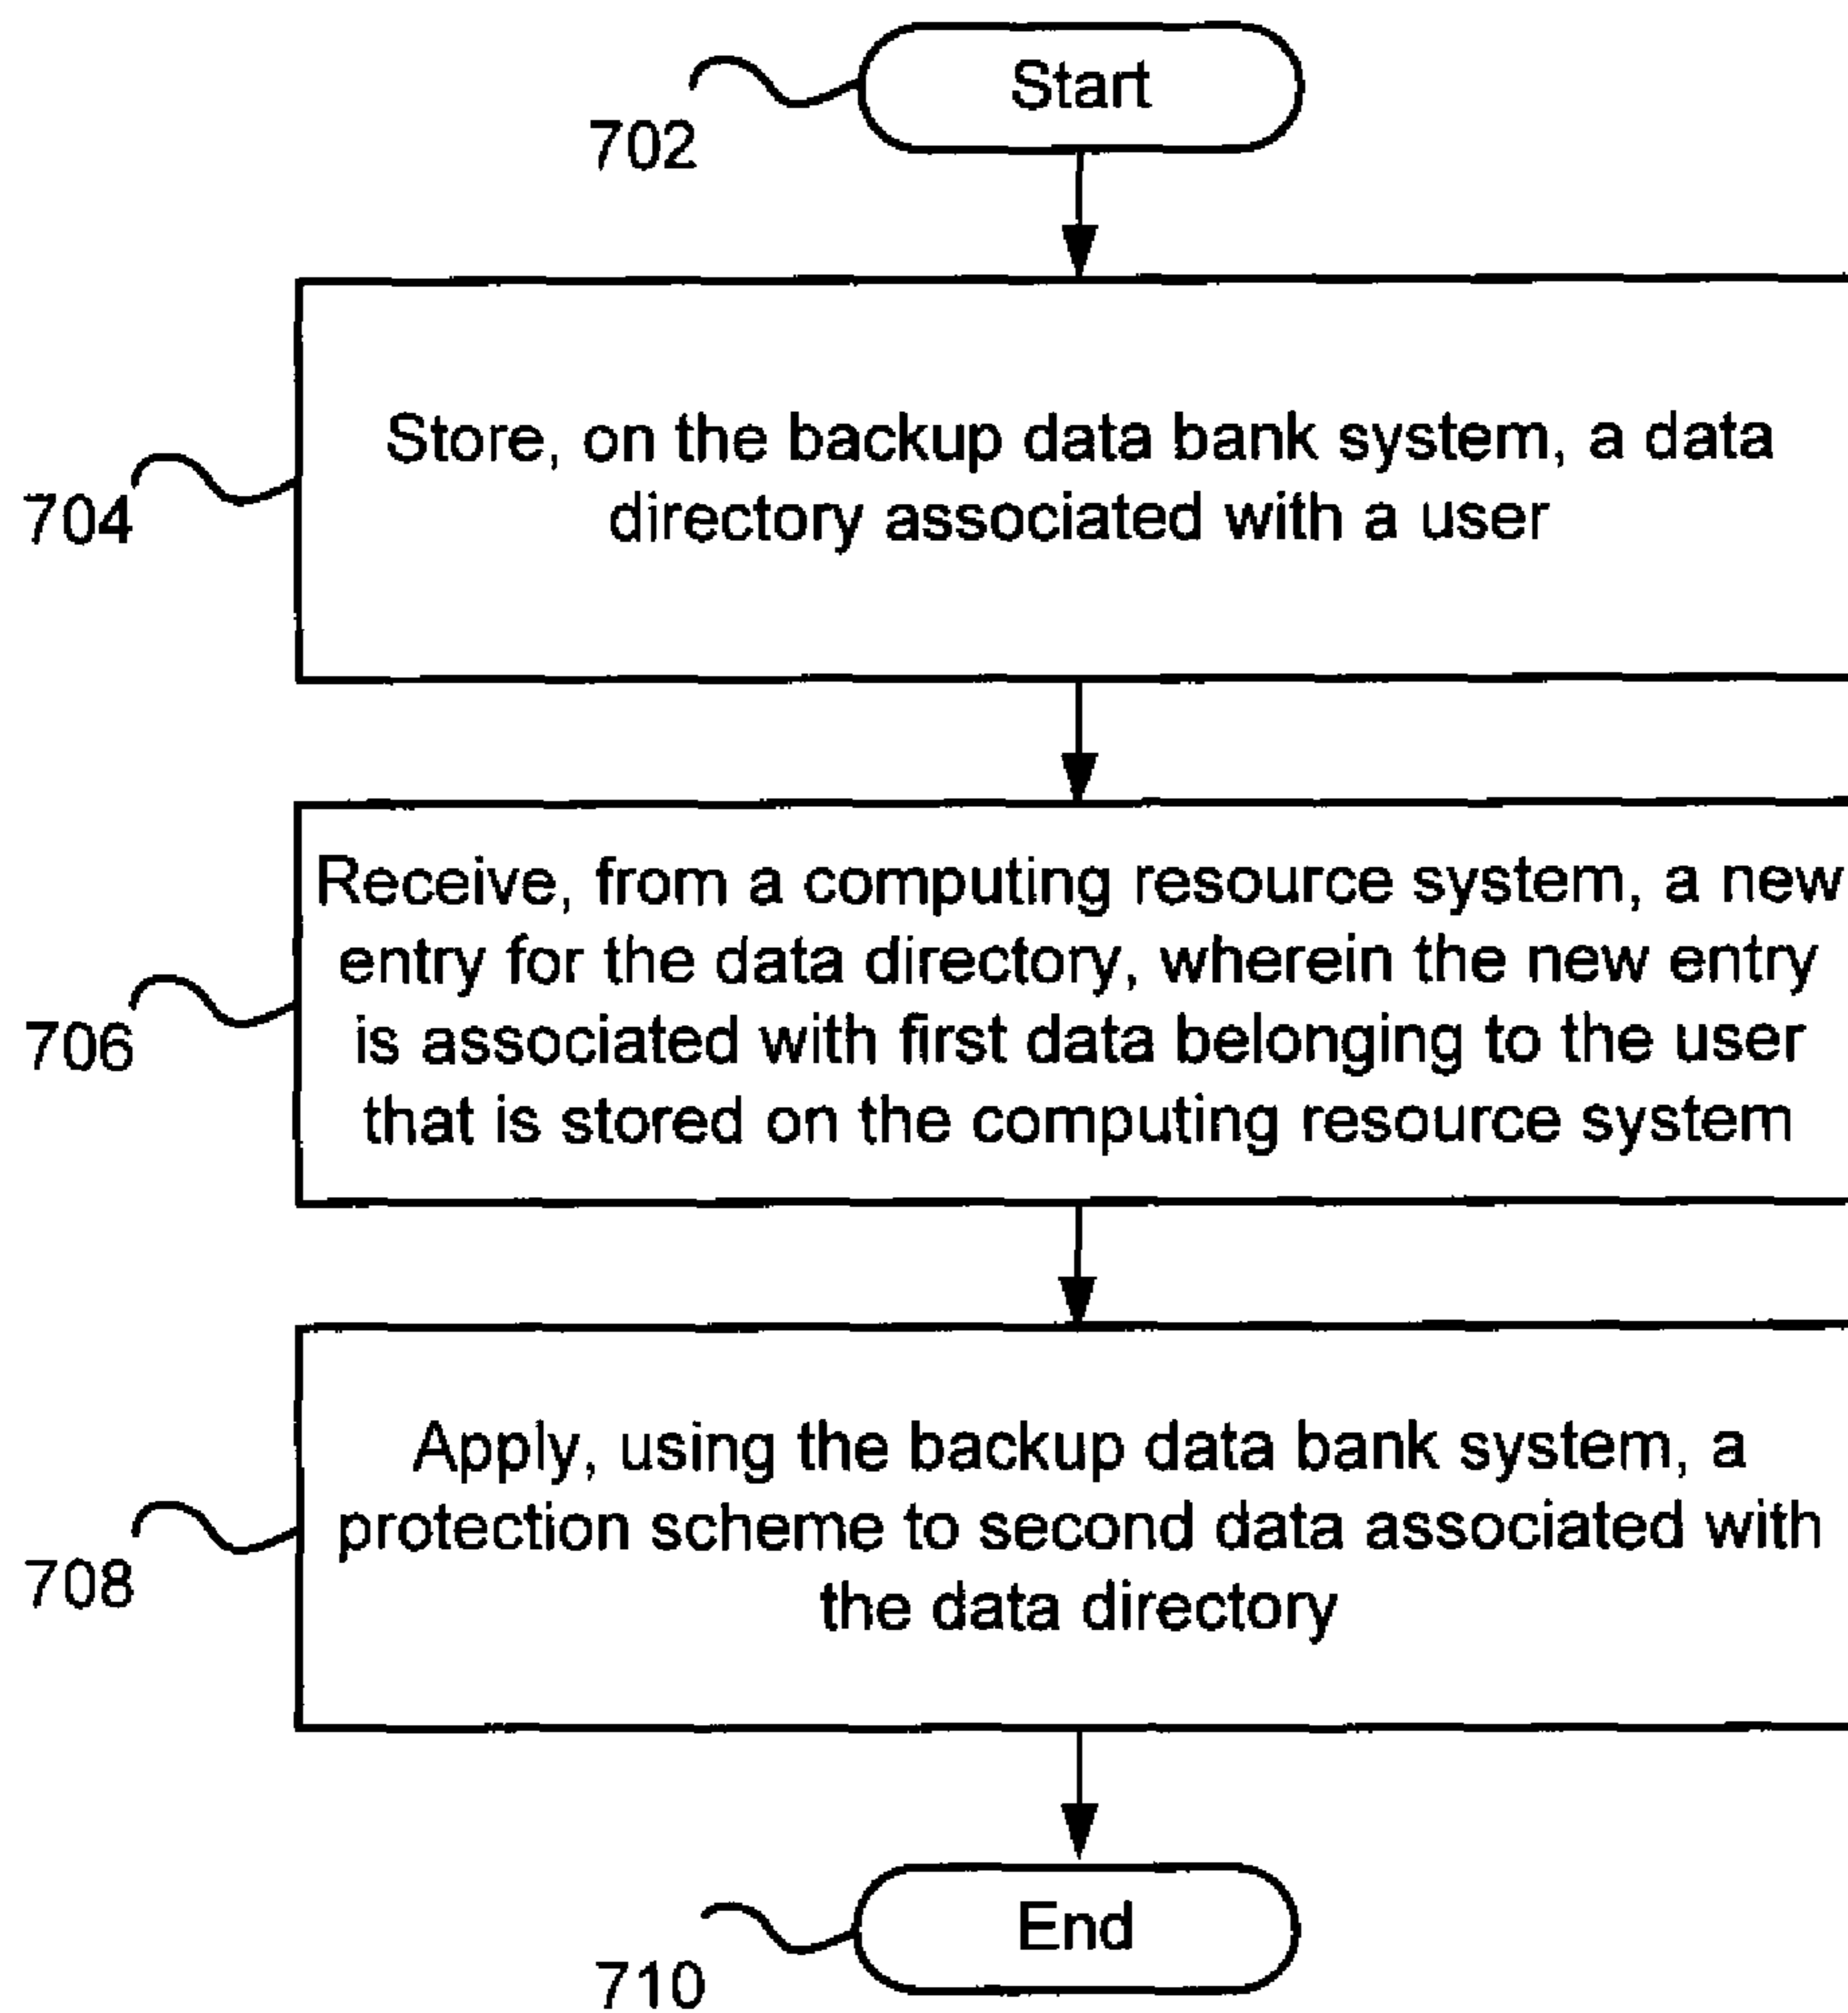 Start
702
Store, on the backup data bank system, a data
directory associated with a user
704
Receive, from a computing resource system, a new
entry for the data directory, wherein the new entry
is associated with first data belonging to the user
that is stored on the computing resource system
706
Apply, using the backup data bank system, a
protection scheme to second data associated with
the data directory
708
End
710